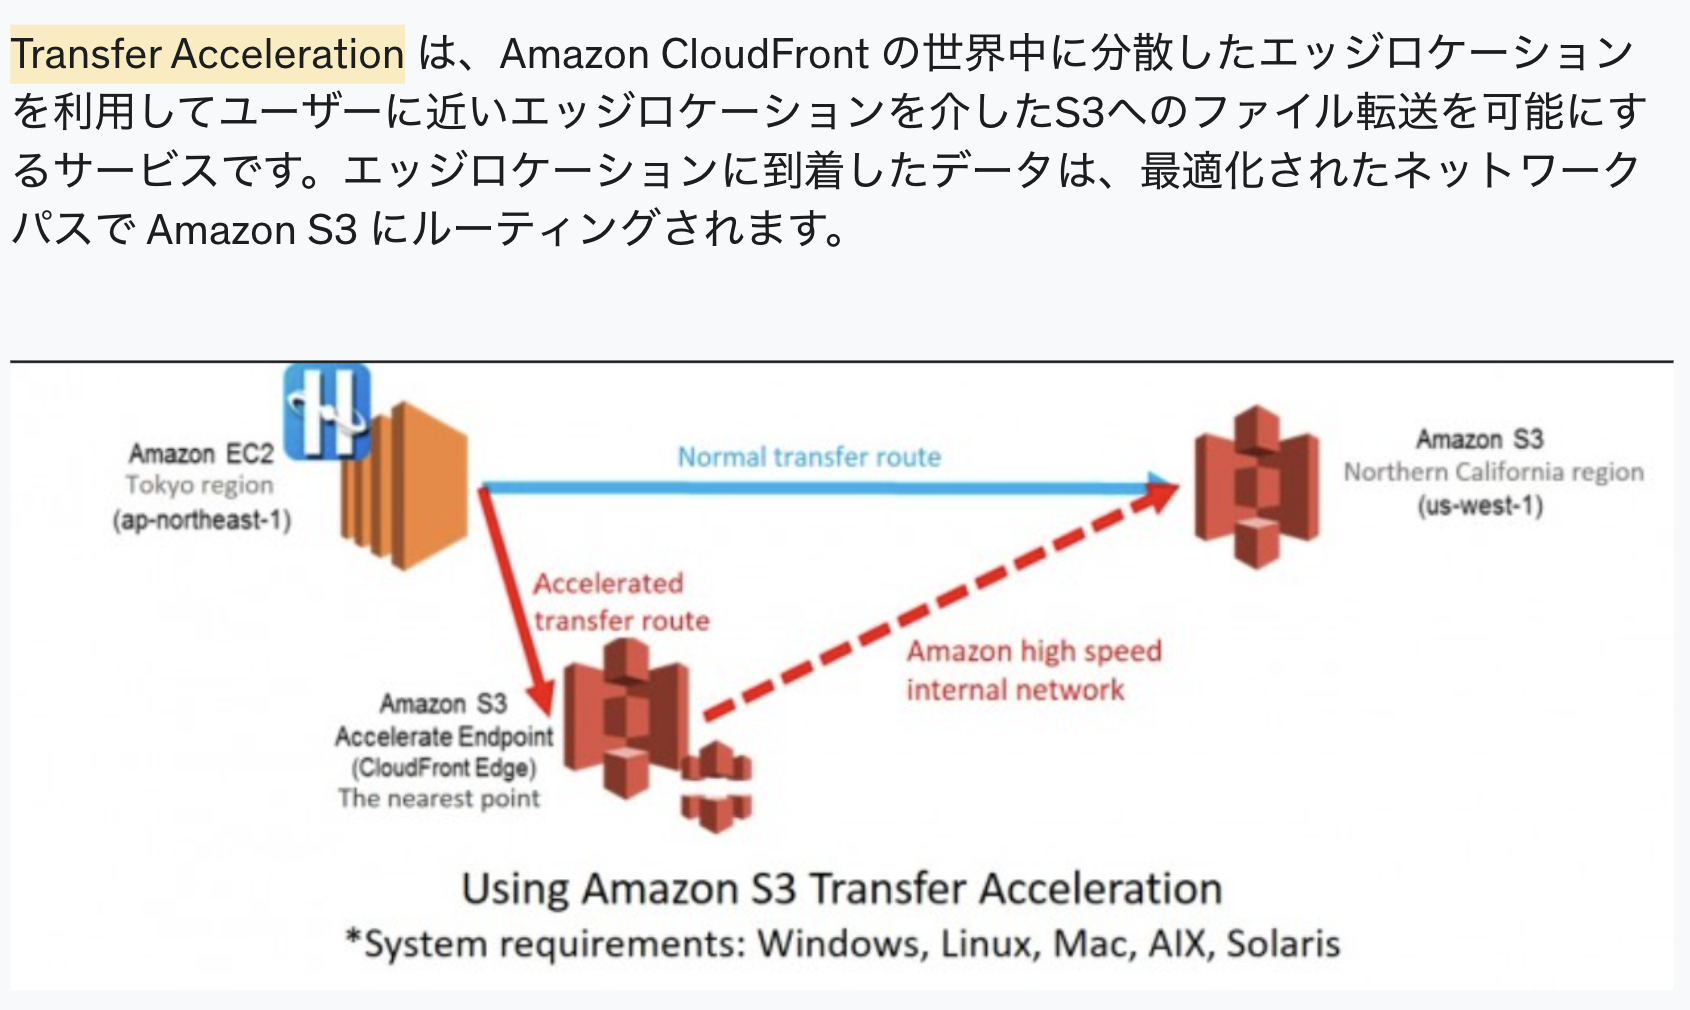 Transfer Acceleration は、Amazon CloudFront の世界中に分散したエッジロケーション
を利用してユーザーに近いエッジロケーションを介したS3へのファイル転送を可能にす
るサービスです。エッジロケーションに到着したデータは、最適化されたネットワーク
パスで Amazon S3 にルーティングされます。
Amazon EC2
Tokyo region
(ap-northeast-1)
Normal transfer route
Amazon S3
Northern California region
(us-west-1)
Accelerated
transfer route
Amazon high speed
internal network
Amazon S3
Accelerate Endpoint
(CloudFront Edge)
The nearest point
Using Amazon S3 Transfer Acceleration
*System requirements: Windows, Linux, Mac, AIX, Solaris